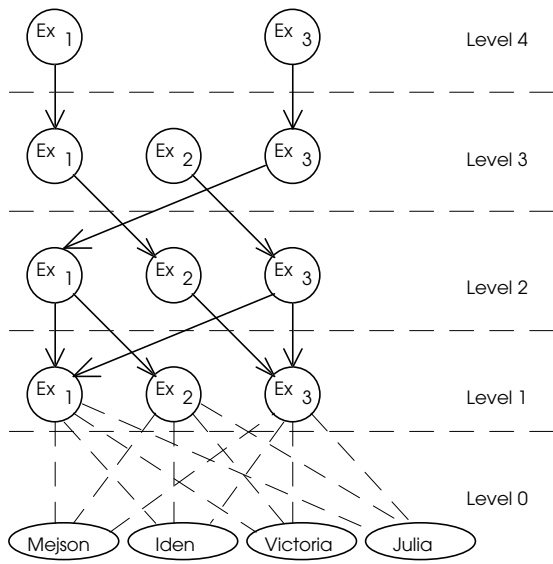 Ex 1 Ex 3 Level 4
Ex 1 Ex 2 Ex 3 Level 3
Ex 1 Ex 2 Ex 3 Level 2
Ex 1 Ex 2 Ex 3 Level 1
Level 0
Mejson Iden Victoria Julia